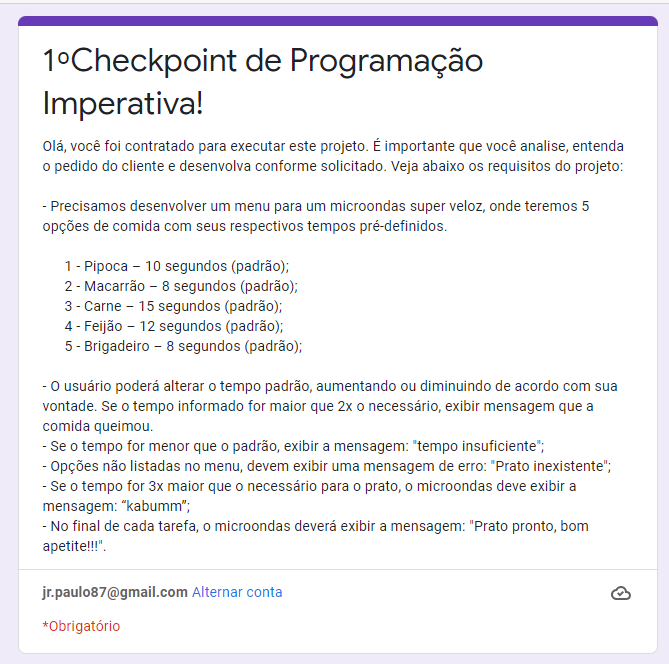 1ºCheckpoint de Programação
Imperativa!
Olá, você foi contratado para executar este projeto. É importante que você analise, entenda
o pedido do cliente e desenvolva conforme solicitado. Veja abaixo os requisitos do projeto:
- Precisamos desenvolver um menu para um microondas super veloz, onde teremos 5
opções de comida com seus respectivos tempos pré-definidos.
1 - Pipoca – 10 segundos (padrão);
2 - Macarrão – 8 segundos (padrão);
3 - Carne – 15 segundos (padrão);
4 - Feijão – 12 segundos (padrão);
5 - Brigadeiro – 8 segundos (padrão);
- O usuário poderá alterar o tempo padrão, aumentando ou diminuindo de acordo com sua
vontade. Se o tempo informado for maior que 2x o necessário, exibir mensagem que a
comida queimou.
- Se o tempo for menor que o padrão, exibir a mensagem: "tempo insuficiente";
- Opções não listadas no menu, devem exibir uma mensagem de erro: "Prato inexistente";
- Se o tempo for 3x maior que o necessário para o prato, o microondas deve exibir a
mensagem: “kabumm”;
- No final de cada tarefa, o microondas deverá exibir a mensagem: "Prato pronto, bom
apetite!!!".
jr.paulo87@gmail.com Alternar conta
*Obrigatório